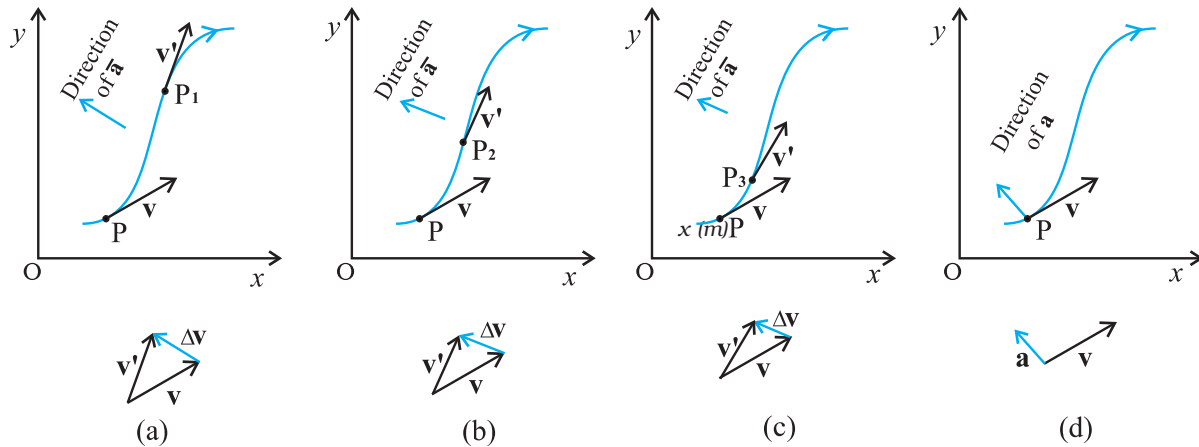 y
Direction
of a̅
v'
P₁
v
P
O
x
Δv
v'
v
(a)
y
Direction
of a̅
v'
P₂
v
P
O
x
Δv
v'
v
(b)
y
Direction
of a̅
v'
P₃
v
x (m)
P
O
x
Δv
v'
v
(c)
y
Direction
of a
v
P
O
x
a
v
(d)